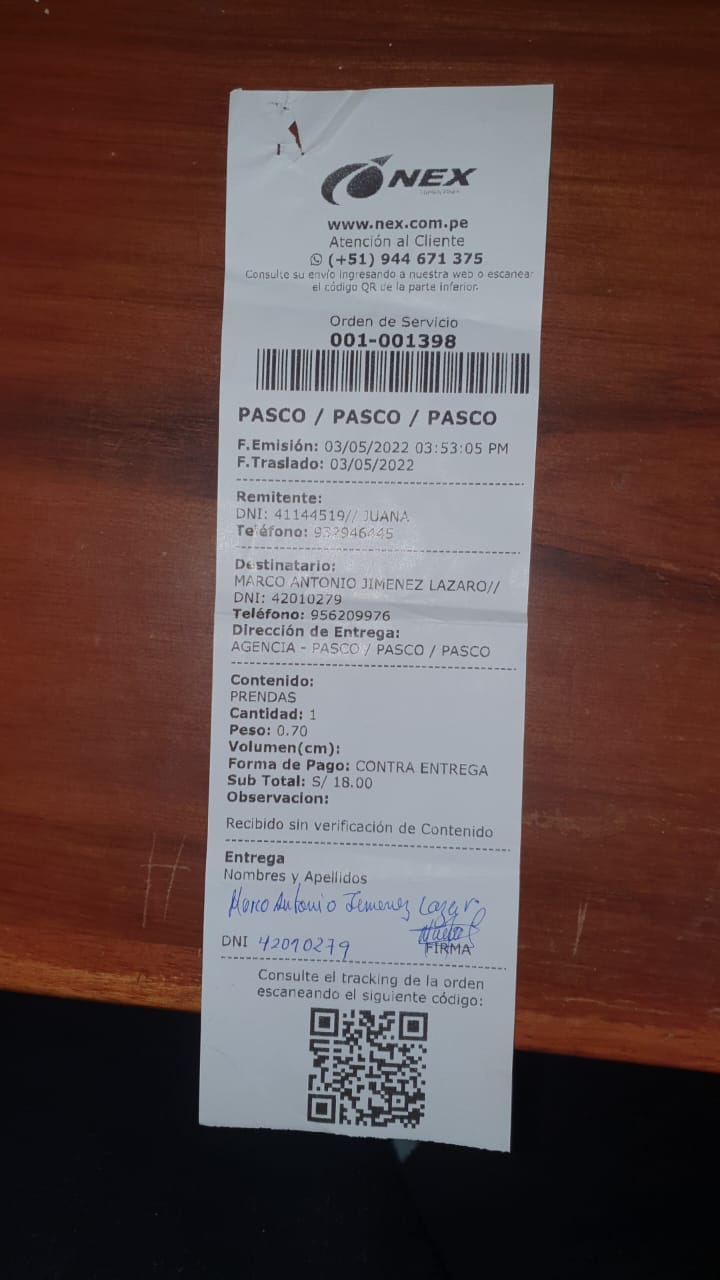 NEX
www.nex.com.pe
Atención al Cliente
(+51) 944 671 375
Consulte su envío ingresando a nuestra web o escanear
el código QR de la parte inferior.
Orden de Servicio
001-001398
PASCO / PASCO / PASCO
F.Emisión: 03/05/2022 03:53:05 PM
F.Traslado: 03/05/2022
Remitente:
DNI: 41144519// JUANA
Teléfono: 932946445
Destinatario:
MARCO ANTONIO JIMENEZ LAZARO//
DNI: 42010279
Teléfono: 956209976
Dirección de Entrega:
AGENCIA - PASCO / PASCO / PASCO
Contenido:
PRENDAS
Cantidad: 1
Peso: 0.70
Volumen(cm):
Forma de Pago: CONTRA ENTREGA
Sub Total: S/ 18.00
Observacion:
Recibido sin verificación de Contenido
Entrega
Nombres y Apellidos
Marco Antonio Jimenez Lazar
DNI 42010279
FIRMA
Consulte el tracking de la orden
escaneando el siguiente código: